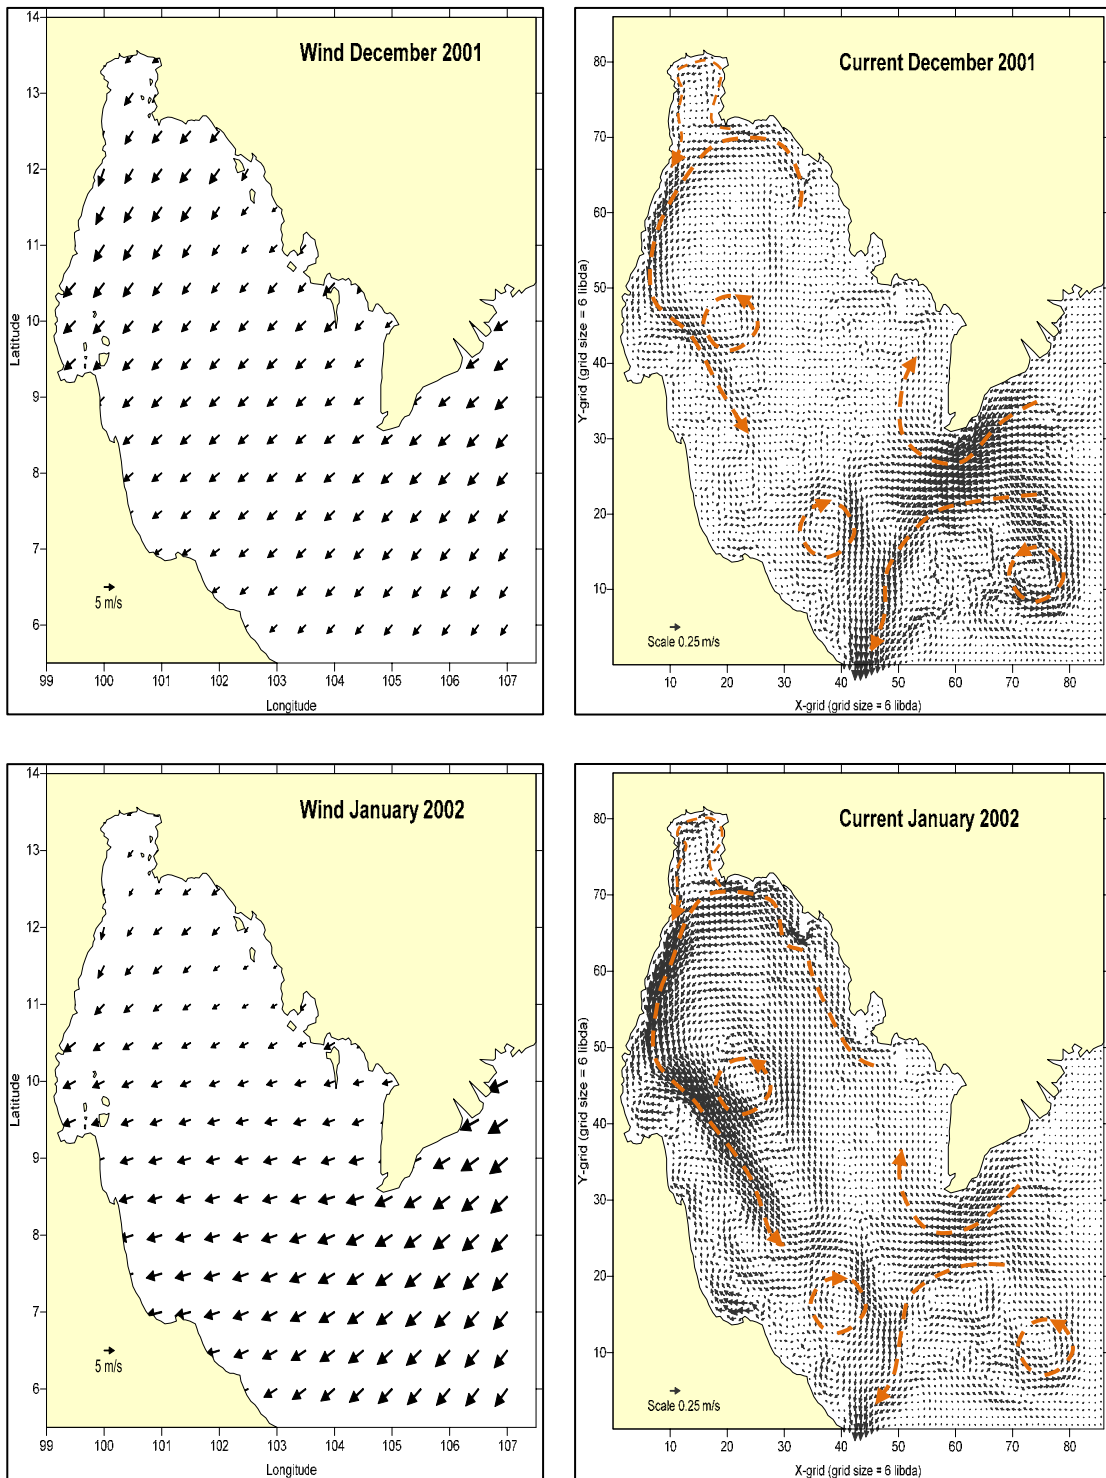 Wind December 2001
14
13
12
11
10
9
8
7
6
Latitude
5 m/s
99 100 101 102 103 104 105 106 107
Longitude
Current December 2001
80
70
60
50
40
30
20
10
Y-grid (grid size = 6 libda)
Scale 0.25 m/s
10 20 30 40 50 60 70 80
X-grid (grid size = 6 libda)
Wind January 2002
14
13
12
11
10
9
8
7
6
Latitude
5 m/s
99 100 101 102 103 104 105 106 107
Longitude
Current January 2002
80
70
60
50
40
30
20
10
Y-grid (grid size = 6 libda)
Scale 0.25 m/s
10 20 30 40 50 60 70 80
X-grid (grid size = 6 libda)